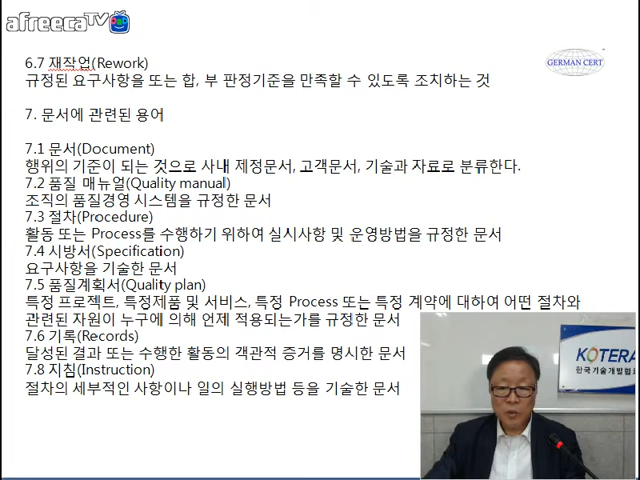 afreecaTV
6.7 재작업(Rework)
규정된 요구사항을 또는 합, 부 판정기준을 만족할 수 있도록 조치하는 것
GERMAN CERT
7. 문서에 관련된 용어
7.1 문서(Document)
행위의 기준이 되는 것으로 사내 제정문서, 고객문서, 기술과 자료로 분류한다.
7.2 품질 매뉴얼(Quality manual)
조직의 품질경영 시스템을 규정한 문서
7.3 절차(Procedure)
활동 또는 Process를 수행하기 위하여 실시사항 및 운영방법을 규정한 문서
7.4 시방서(Specification)
요구사항을 기술한 문서
7.5 품질계획서(Quality plan)
특정 프로젝트, 특정제품 및 서비스, 특정 Process 또는 특정 계약에 대하여 어떤 절차와
관련된 자원이 누구에 의해 언제 적용되는가를 규정한 문서
7.6 기록(Records)
달성된 결과 또는 수행한 활동의 객관적 증거를 명시한 문서
7.8 지침(Instruction)
절차의 세부적인 사항이나 일의 실행방법 등을 기술한 문서
KOTERA
한국기술개발협회